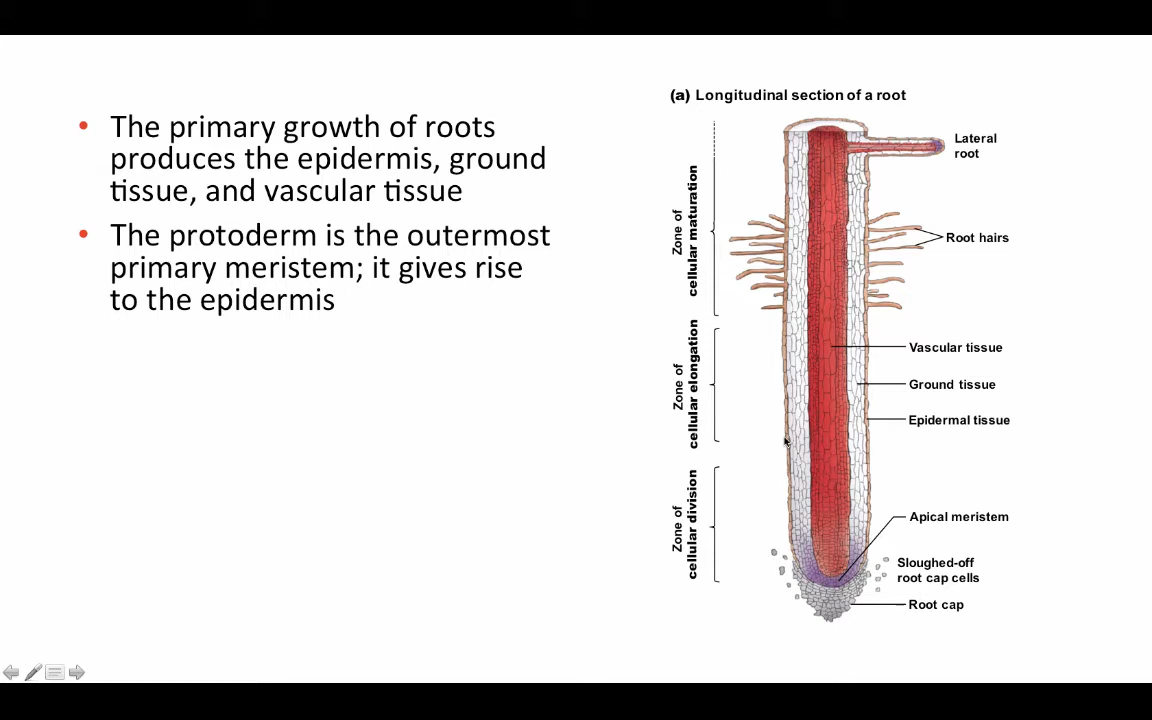 • The primary growth of roots
produces the epidermis, ground
tissue, and vascular tissue
• The protoderm is the outermost
primary meristem; it gives rise
to the epidermis
(a) Longitudinal section of a root
Lateral
root
Zone of
cellular maturation
Root hairs
Vascular tissue
Zone of
cellular elongation
Ground tissue
Epidermal tissue
Zone of
cellular division
Apical meristem
Sloughed-off
root cap cells
Root cap